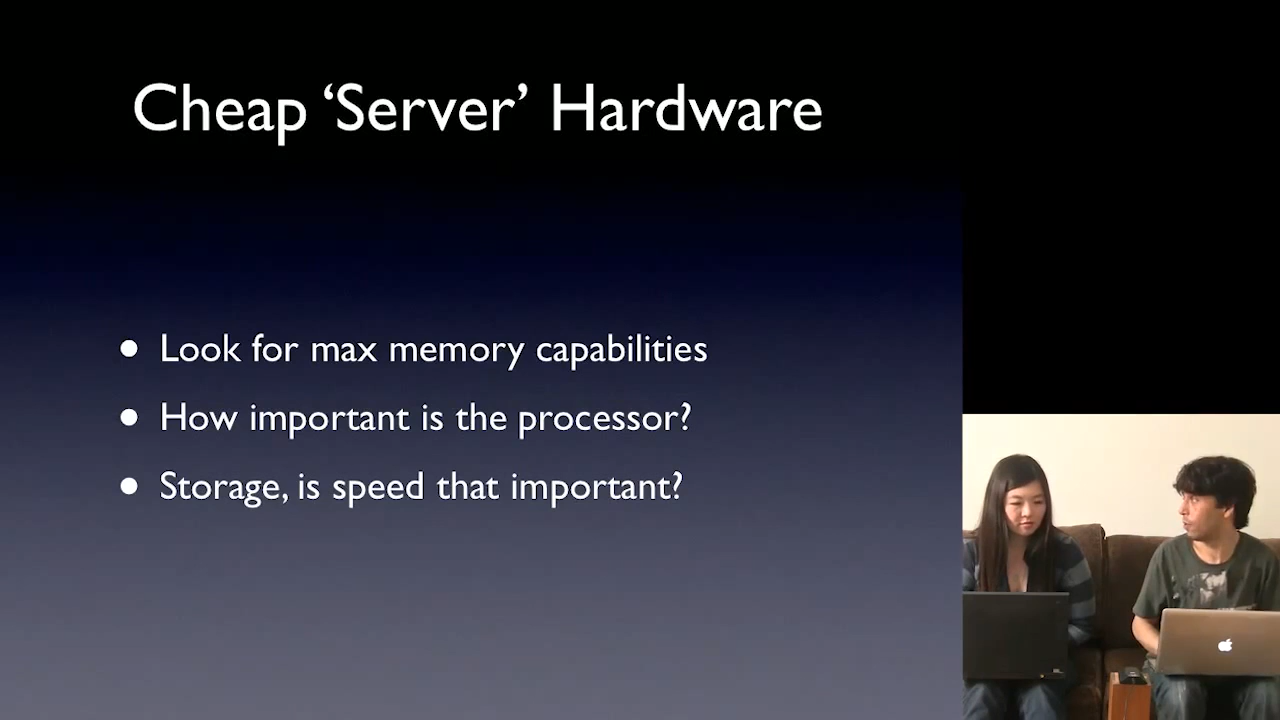 Cheap ‘Server’ Hardware
• Look for max memory capabilities
• How important is the processor?
• Storage, is speed that important?